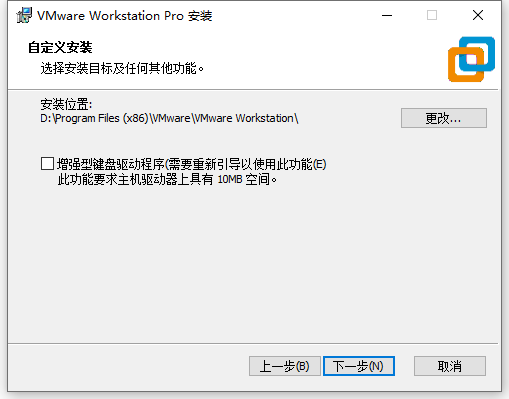 VMware Workstation Pro 安装
自定义安装
选择安装目标及任何其他功能。
安装位置:
D:\Program Files (x86)\VMware\VMware Workstation\
更改...
增强型键盘驱动程序(需要重新引导以使用此功能(E)
此功能要求主机驱动器上具有 10MB 空间。
上一步(B) 下一步(N) 取消